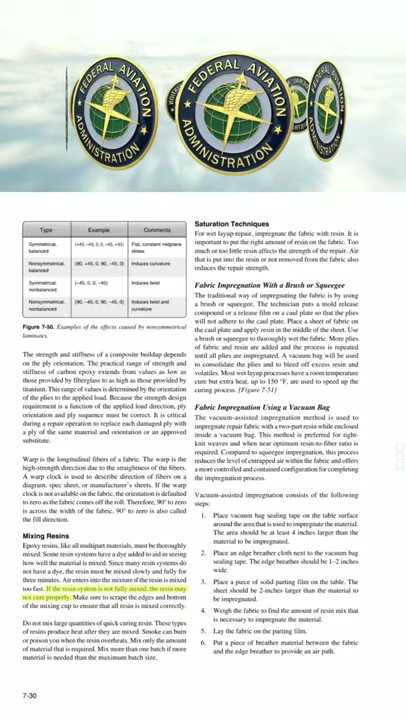 FEDERAL AVIATION
ADMINISTRATION
FEDERAL AVIATION
ADMINISTRATION
Type Example Comments
Symmetrical, balanced (+45, −45, 0, 0, −45, +45) Flat, constant midplane stress
Nonsymmetrical, balanced (90, +45, 0, 90, −45, 0) Induces curvature
Symmetrical, nonbalanced (−45, 0, 0, −45) Induces twist
Nonsymmetrical, nonbalanced (90, −45, 0, 90, −45, 0) Induces twist and curvature
Figure 7-50. Examples of the effects caused by nonsymmetrical
laminates.
The strength and stiffness of a composite buildup depends
on the ply orientation. The practical range of strength and
stiffness of carbon epoxy extends from values as low as
those provided by fiberglass to as high as those provided by
titanium. This range of values is determined by the orientation
of the plies to the applied load. Because the strength design
requirement is a function of the applied load direction, ply
orientation and ply sequence must be correct. It is critical
during a repair operation to replace each damaged ply with
a ply of the same material and orientation or an approved
substitute.
Warp is the longitudinal fibers of a fabric. The warp is the
high-strength direction due to the straightness of the fibers.
A warp clock is used to describe direction of fibers on a
diagram, spec sheet, or manufacturer's sheets. If the warp
clock is not available on the fabric, the orientation is defaulted
to zero as the fabric comes off the roll. Therefore, 90° to zero
is across the width of the fabric. 90° to zero is also called
the fill direction.
Mixing Resins
Epoxy resins, like all multipart materials, must be thoroughly
mixed. Some resin systems have a dye added to aid in seeing
how well the material is mixed. Since many resin systems do
not have a dye, the resin must be mixed slowly and fully for
three minutes. Air enters into the mixture if the resin is mixed
too fast. If the resin system is not fully mixed, the resin may
not cure properly. Make sure to scrape the edges and bottom
of the mixing cup to ensure that all resin is mixed correctly.
Do not mix large quantities of quick curing resin. These types
of resins produce heat after they are mixed. Smoke can burn
or poison you when the resin overheats. Mix only the amount
of material that is required. Mix more than one batch if more
material is needed than the maximum batch size.
Saturation Techniques
For wet layup repair, impregnate the fabric with resin. It is
important to put the right amount of resin on the fabric. Too
much or too little resin affects the strength of the repair. Air
that is put into the resin or not removed from the fabric also
reduces the repair strength.
Fabric Impregnation With a Brush or Squeegee
The traditional way of impregnating the fabric is by using
a brush or squeegee. The technician puts a mold release
compound or a release film on a caul plate so that the plies
will not adhere to the caul plate. Place a sheet of fabric on
the caul plate and apply resin in the middle of the sheet. Use
a brush or squeegee to thoroughly wet the fabric. More plies
of fabric and resin are added and the process is repeated
until all plies are impregnated. A vacuum bag will be used
to consolidate the plies and to bleed off excess resin and
volatiles. Most wet layup processes have a room temperature
cure but extra heat, up to 150 °F, are used to speed up the
curing process. [Figure 7-51]
Fabric Impregnation Using a Vacuum Bag
The vacuum-assisted impregnation method is used to
impregnate repair fabric with a two-part resin while enclosed
inside a vacuum bag. This method is preferred for tight-
knit weaves and when near optimum resin-to-fiber ratio is
required. Compared to squeegee impregnation, this process
reduces the level of entrapped air within the fabric and offers
a more controlled and contained configuration for completing
the impregnation process.
Vacuum-assisted impregnation consists of the following
steps:
1. Place vacuum bag sealing tape on the table surface
around the area that is used to impregnate the material.
The area should be at least 4 inches larger than the
material to be impregnated.
2. Place an edge breather cloth next to the vacuum bag
sealing tape. The edge breather should be 1–2 inches
wide.
3. Place a piece of solid parting film on the table. The
sheet should be 2-inches larger than the material to
be impregnated.
4. Weigh the fabric to find the amount of resin mix that
is necessary to impregnate the material.
5. Lay the fabric on the parting film.
6. Put a piece of breather material between the fabric
and the edge breather to provide an air path.
7-30